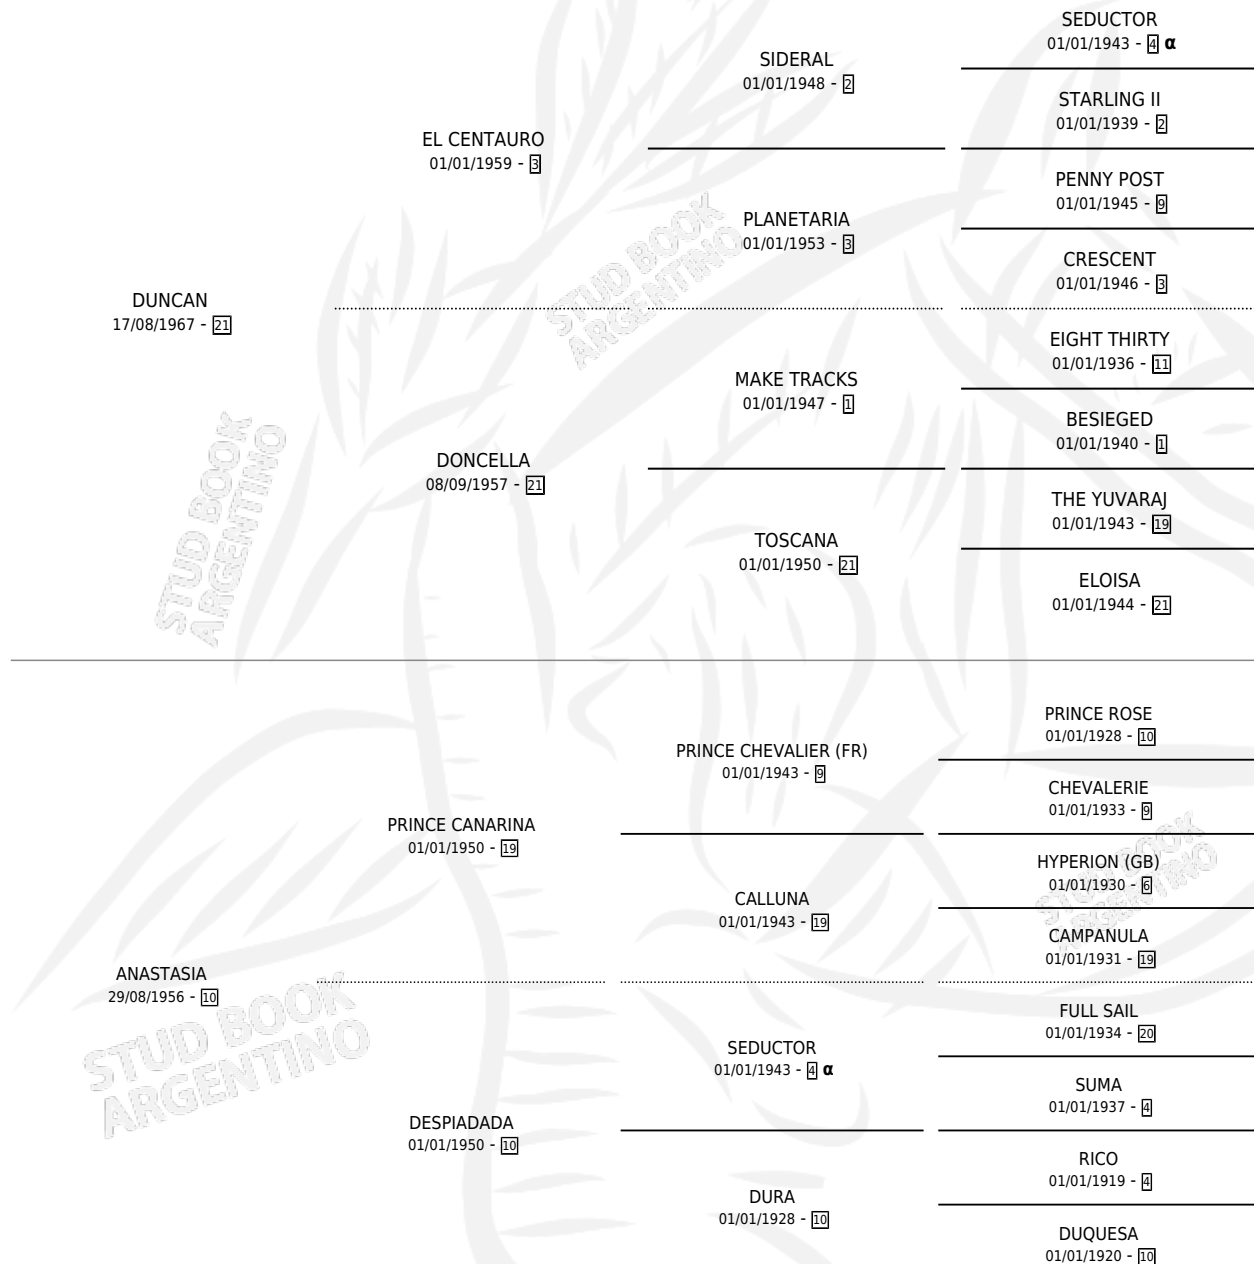 SEDUCTOR
01/01/1943 - 4 α
SIDERAL
01/01/1948 - 2
STARLING II
01/01/1939 - 2
EL CENTAURO
01/01/1959 - 3
PENNY POST
01/01/1945 - 9
PLANETARIA
01/01/1953 - 3
CRESCENT
01/01/1946 - 3
STUD BOOK
ARGENTINO
DUNCAN
17/08/1967 - 21
EIGHT THIRTY
01/01/1936 - 11
MAKE TRACKS
01/01/1947 - 1
BESIEGED
01/01/1940 - 1
DONCELLA
08/09/1957 - 21
THE YUVARAJ
01/01/1943 - 19
TOSCANA
01/01/1950 - 21
ELOISA
01/01/1944 - 21
STUD BOOK
ARGENTINO
PRINCE ROSE
01/01/1928 - 10
PRINCE CHEVALIER (FR)
01/01/1943 - 9
CHEVALERIE
01/01/1933 - 9
PRINCE CANARINA
01/01/1950 - 19
HYPERION (GB)
01/01/1930 - 6
CALLUNA
01/01/1943 - 19
CAMPANULA
01/01/1931 - 19
STUD BOOK
ARGENTINO
ANASTASIA
29/08/1956 - 10
FULL SAIL
01/01/1934 - 20
SEDUCTOR
01/01/1943 - 4 α
SUMA
01/01/1937 - 4
DESPIADADA
01/01/1950 - 10
RICO
01/01/1919 - 4
DURA
01/01/1928 - 10
DUQUESA
01/01/1920 - 10
STUD BOOK
ARGENTINO